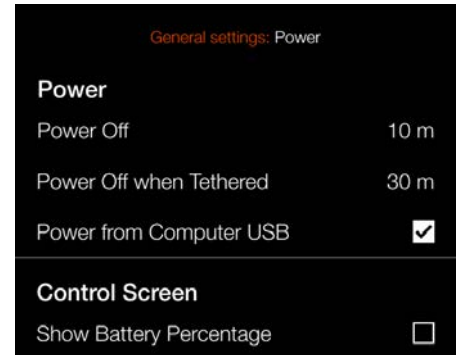 General settings: Power
Power
Power Off 10 m
Power Off when Tethered 30 m
Power from Computer USB
Control Screen
Show Battery Percentage